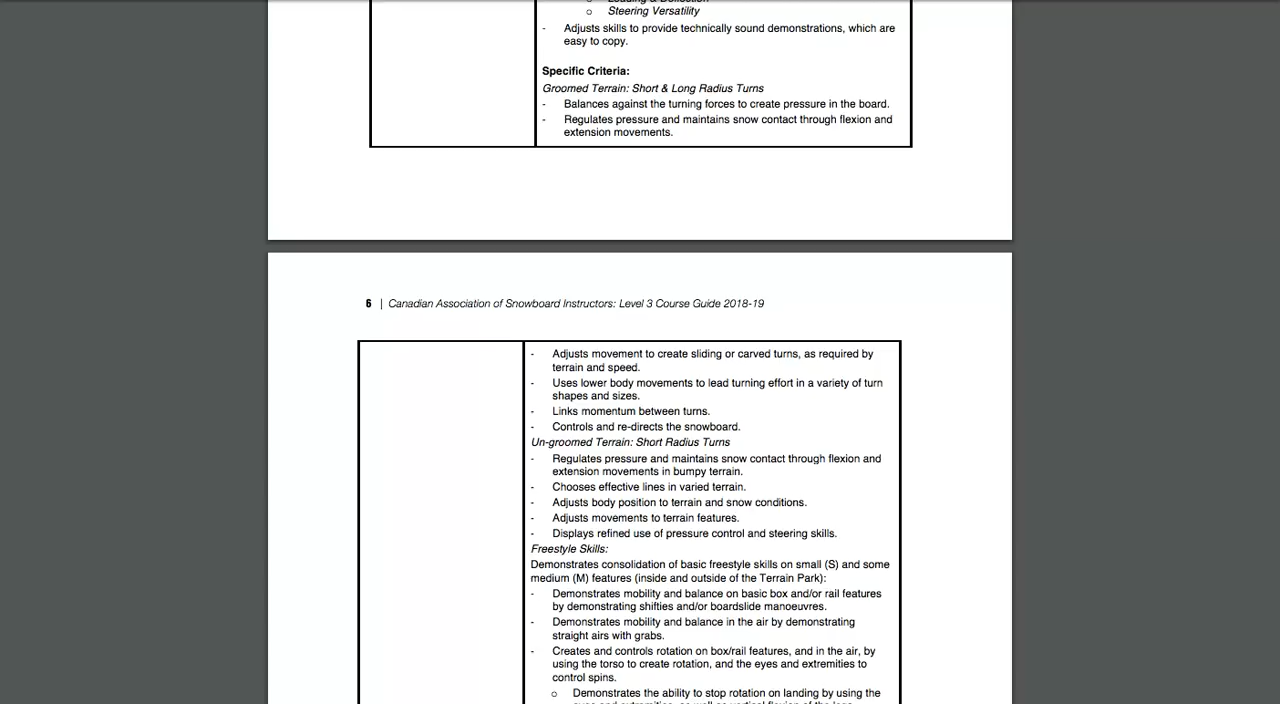 o Steering Versatility
- Adjusts skills to provide technically sound demonstrations, which are
easy to copy.
Specific Criteria:
Groomed Terrain: Short & Long Radius Turns
- Balances against the turning forces to create pressure in the board.
- Regulates pressure and maintains snow contact through flexion and
extension movements.
6 | Canadian Association of Snowboard Instructors: Level 3 Course Guide 2018-19
- Adjusts movement to create sliding or carved turns, as required by
terrain and speed.
- Uses lower body movements to lead turning effort in a variety of turn
shapes and sizes.
- Links momentum between turns.
- Controls and re-directs the snowboard.
Un-groomed Terrain: Short Radius Turns
- Regulates pressure and maintains snow contact through flexion and
extension movements in bumpy terrain.
- Chooses effective lines in varied terrain.
- Adjusts body position to terrain and snow conditions.
- Adjusts movements to terrain features.
- Displays refined use of pressure control and steering skills.
Freestyle Skills:
Demonstrates consolidation of basic freestyle skills on small (S) and some
medium (M) features (inside and outside of the Terrain Park):
- Demonstrates mobility and balance on basic box and/or rail features
by demonstrating shifties and/or boardslide manoeuvres.
- Demonstrates mobility and balance in the air by demonstrating
straight airs with grabs.
- Creates and controls rotation on box/rail features, and in the air, by
using the torso to create rotation, and the eyes and extremities to
control spins.
o Demonstrates the ability to stop rotation on landing by using the